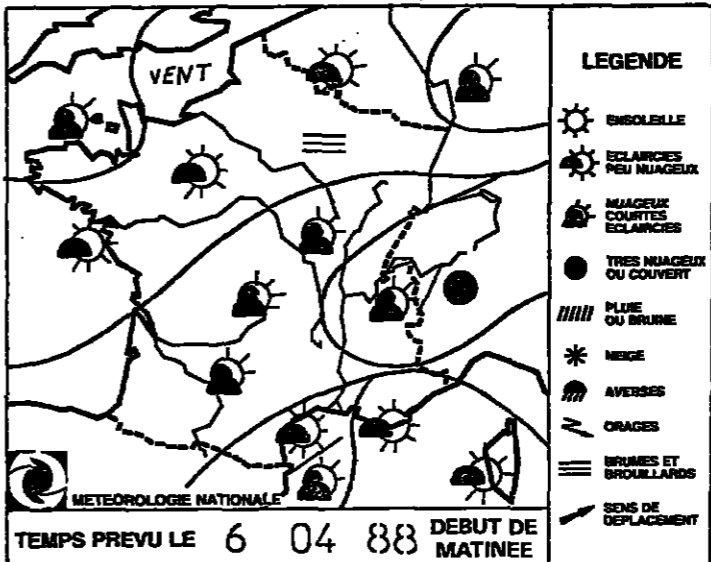 VENT
METEOROLOGIE NATIONALE
TEMPS PREVU LE 6 04 88 DEBUT DE
MATINEE
LEGENDE
ENSOLEILLE
ECLAIRCIES
PEU NUAGEUX
NUAGEUX
COURTES
ECLAIRCIES
TRES NUAGEUX
OU COUVERT
PLUIE
OU BRUINE
NEIGE
AVERSES
ORAGES
BRUMES ET
BROUILLARDS
SENS DE
DEPLACEMENT